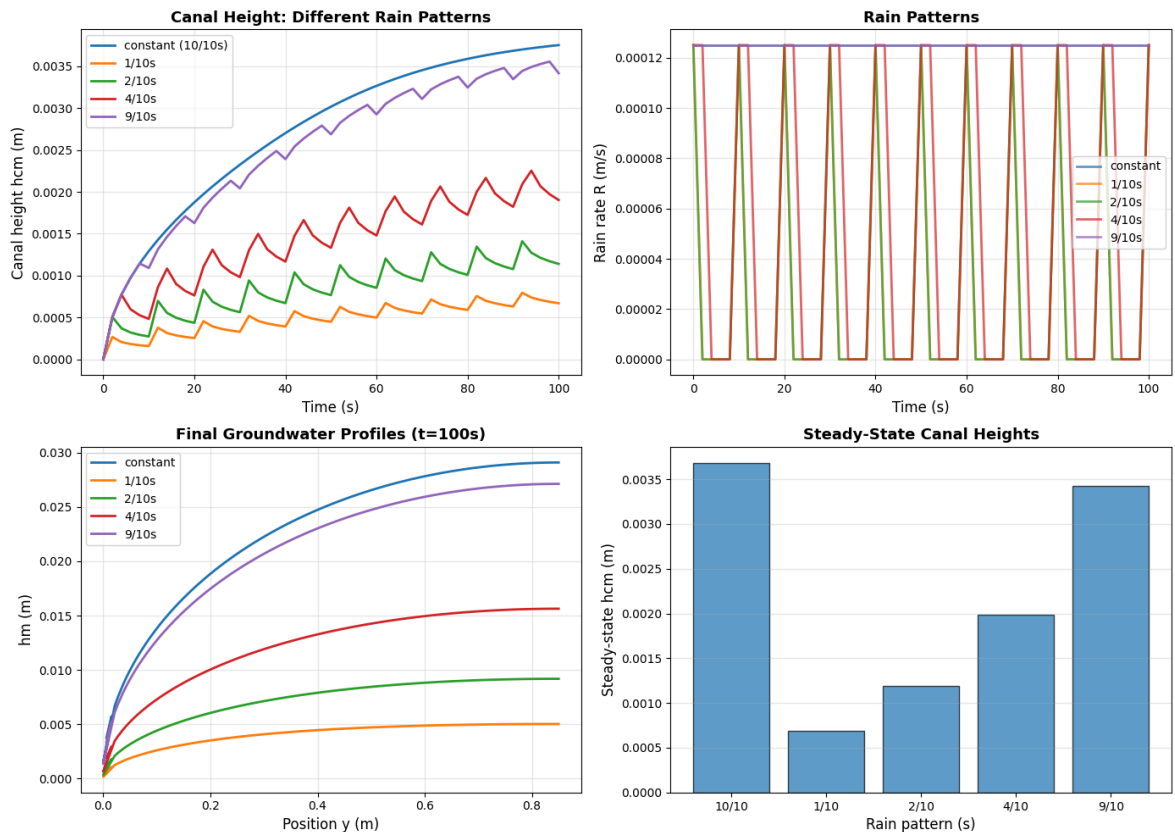 Canal Height: Different Rain Patterns
constant (10/10s)
1/10s
2/10s
4/10s
9/10s
Canal height hcm (m)
0.0035
0.0030
0.0025
0.0020
0.0015
0.0010
0.0005
0.0000
0
20
40
60
80
100
Time (s)
Rain Patterns
Rain rate R (m/s)
0.00012
0.00010
0.00008
0.00006
0.00004
0.00002
0.00000
constant
1/10s
2/10s
4/10s
9/10s
0
20
40
60
80
100
Time (s)
Final Groundwater Profiles (t=100s)
constant
1/10s
2/10s
4/10s
9/10s
hm (m)
0.030
0.025
0.020
0.015
0.010
0.005
0.000
0.0
0.2
0.4
0.6
0.8
Position y (m)
Steady-State Canal Heights
Steady-state hcm (m)
0.0035
0.0030
0.0025
0.0020
0.0015
0.0010
0.0005
0.0000
10/10
1/10
2/10
4/10
9/10
Rain pattern (s)